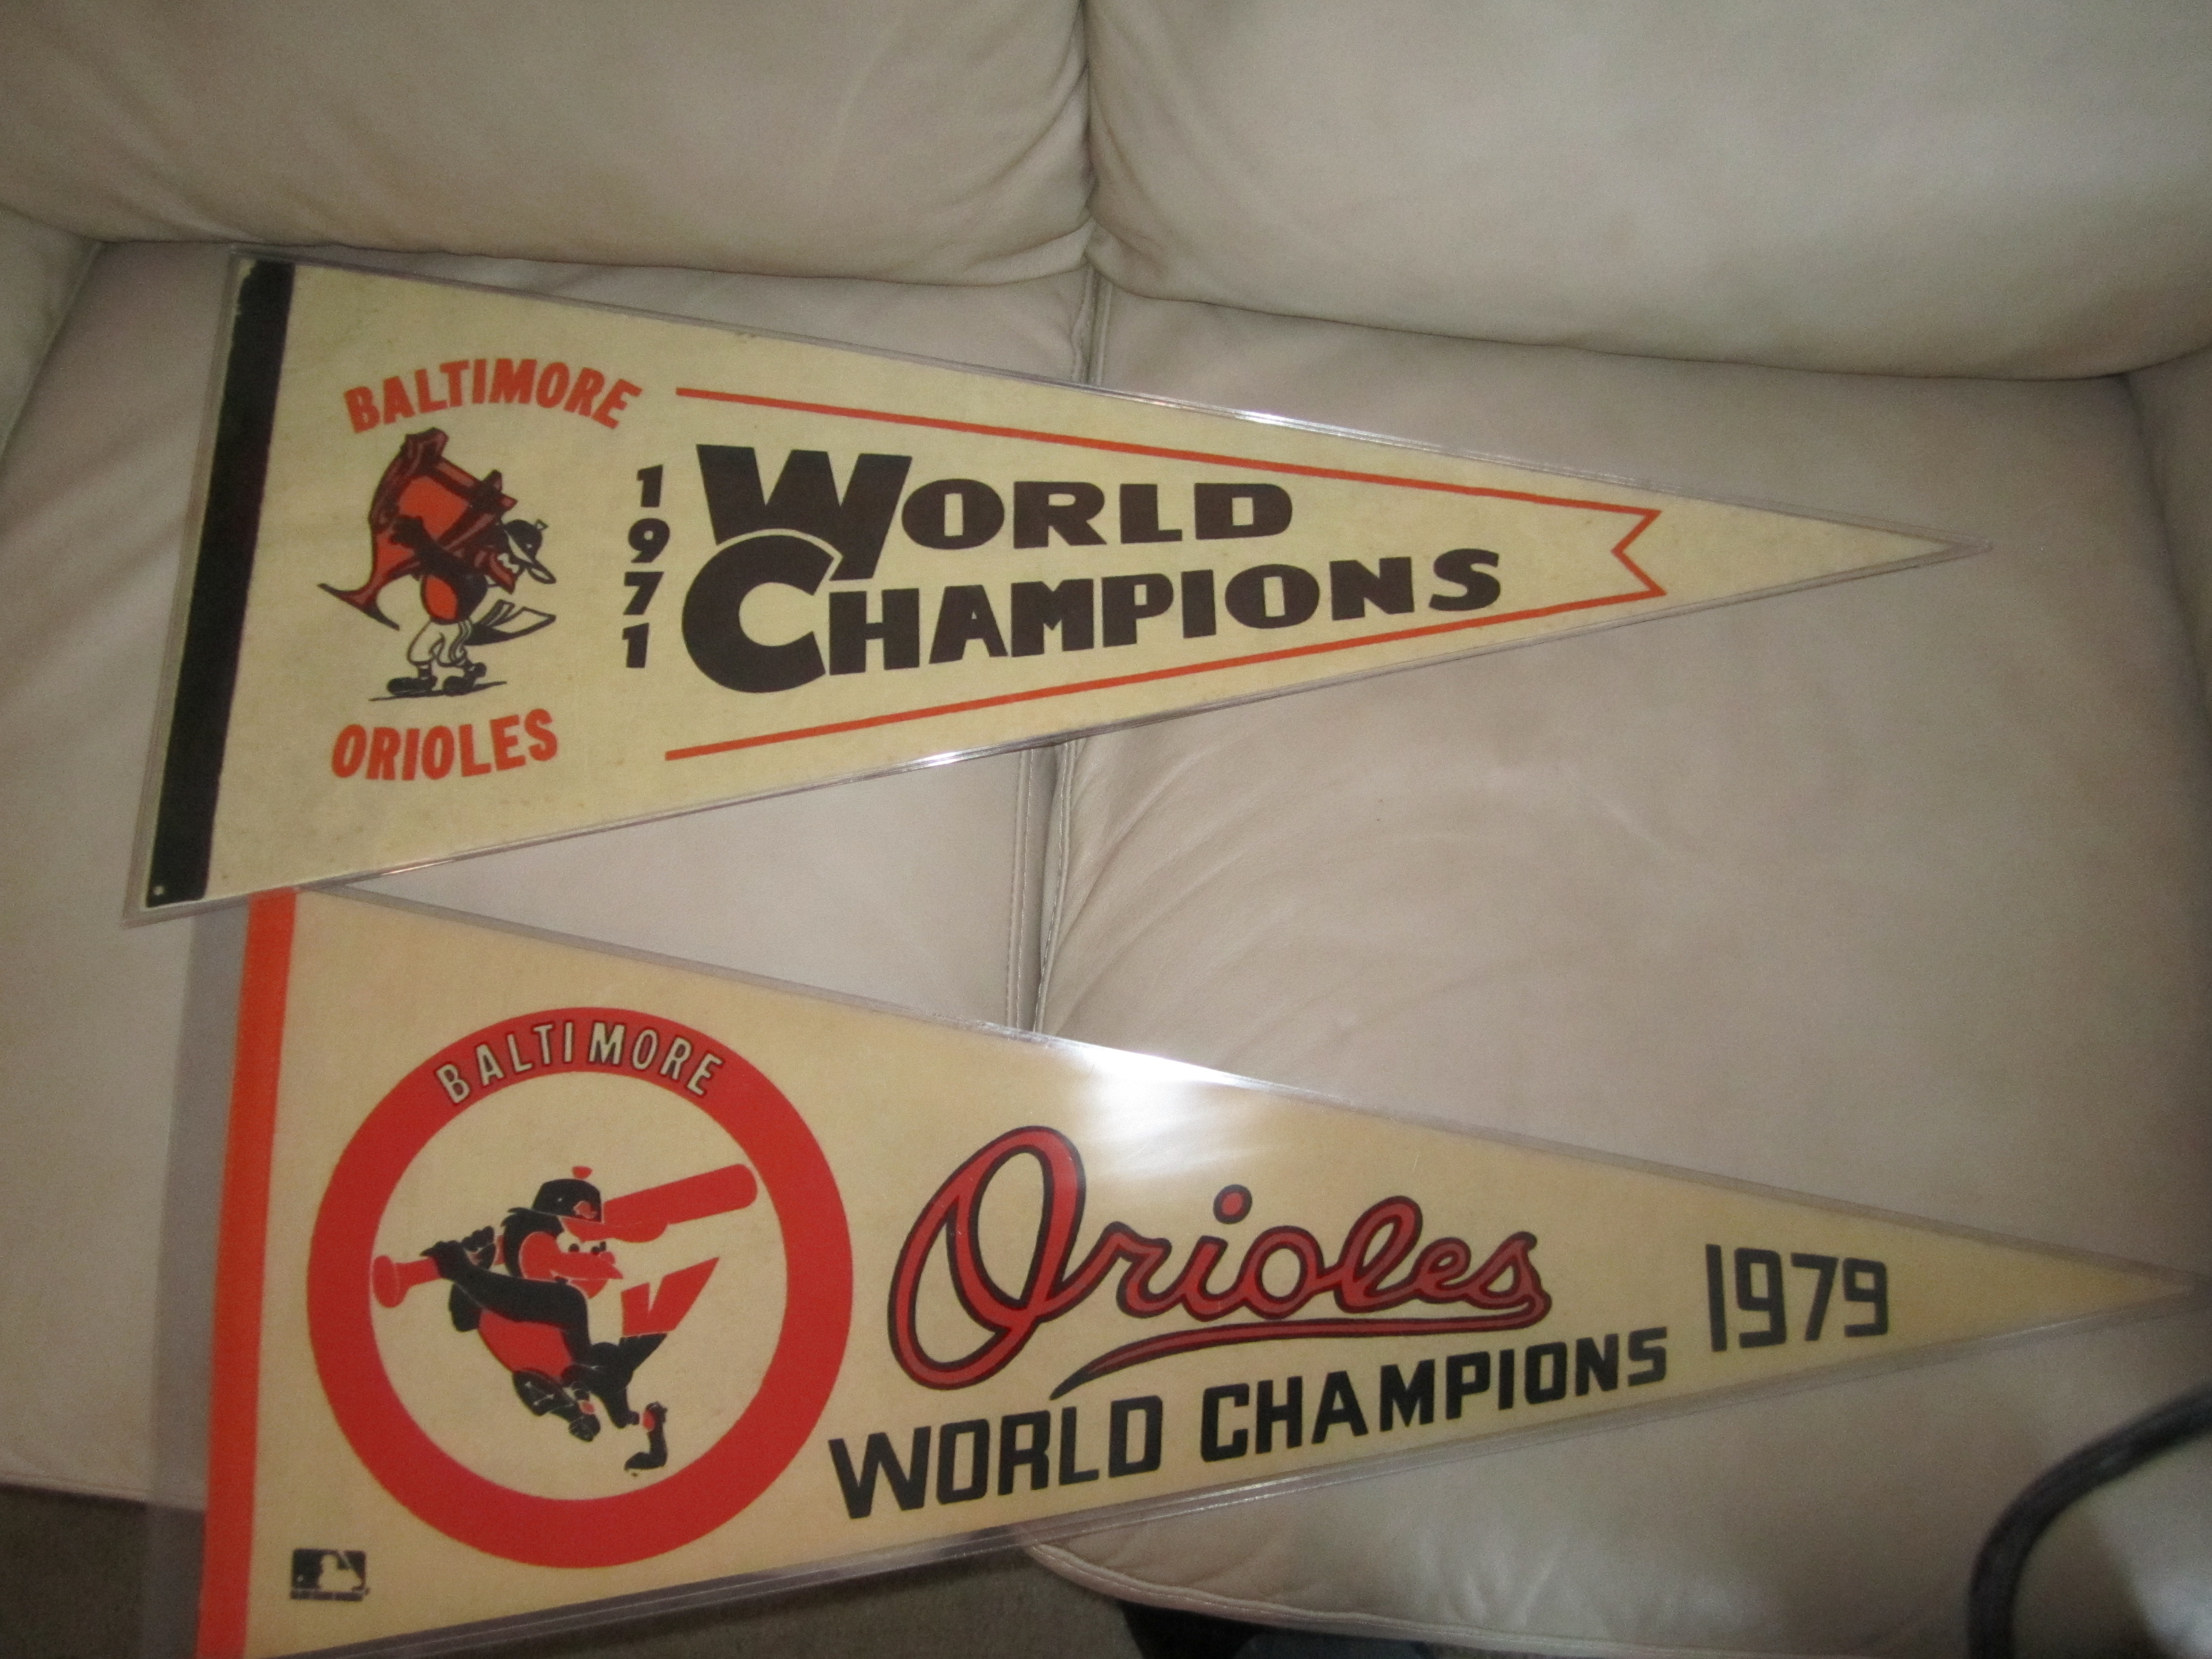 BALTIMORE
1971
WORLD
CHAMPIONS
ORIOLES
BALTIMORE
Orioles
WORLD CHAMPIONS 1979